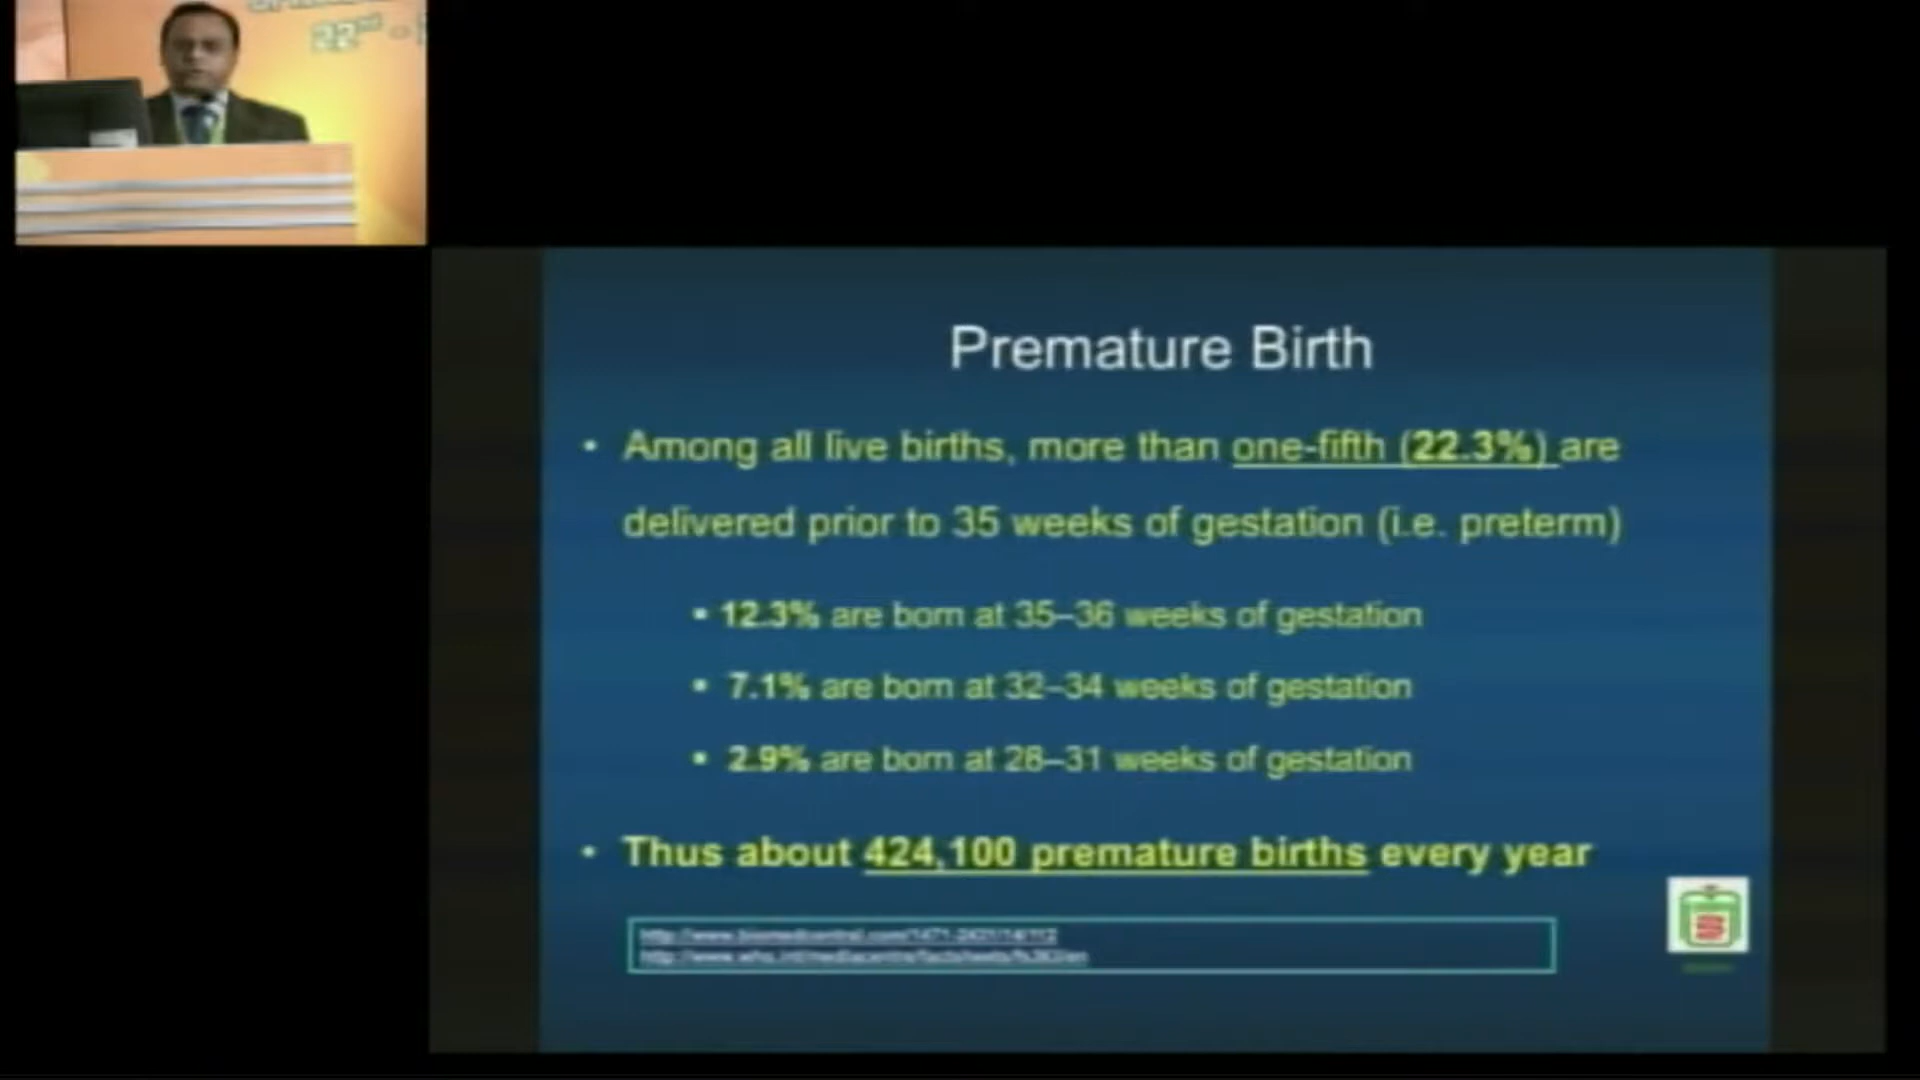 22nd -
Premature Birth
• Among all live births, more than one-fifth (22.3%) are
delivered prior to 35 weeks of gestation (i.e. preterm)
▪ 12.3% are born at 35–36 weeks of gestation
▪ 7.1% are born at 32–34 weeks of gestation
▪ 2.9% are born at 28–31 weeks of gestation
• Thus about 424,100 premature births every year